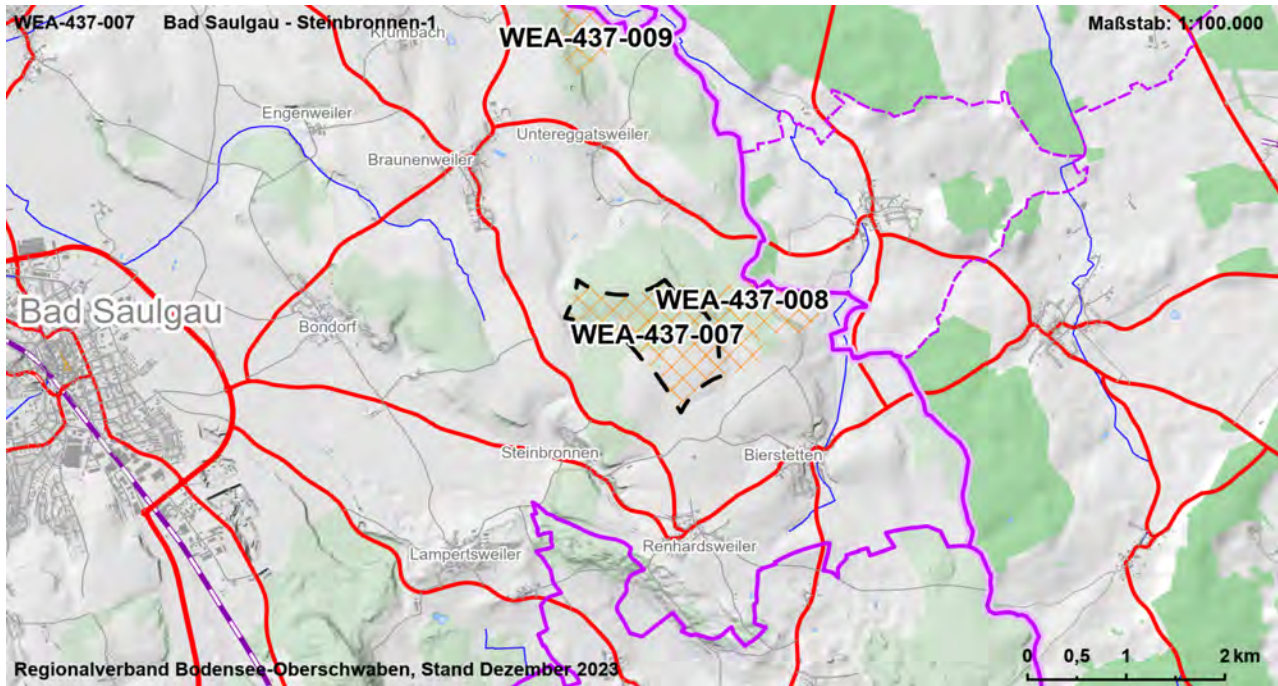 WEA-437-007 Bad Saulgau - Steinbronnen-1
Maßstab: 1:100.000
Krumbach
WEA-437-009
Engenweiler
Untereggatsweiler
Braunenweiler
WEA-437-008
Bad Saulgau
Bondorf
WEA-437-007
Steinbronnen
Bierstetten
Lampertsweiler
Renhardsweiler
0 0,5 1 2 km
Regionalverband Bodensee-Oberschwaben, Stand Dezember 2023